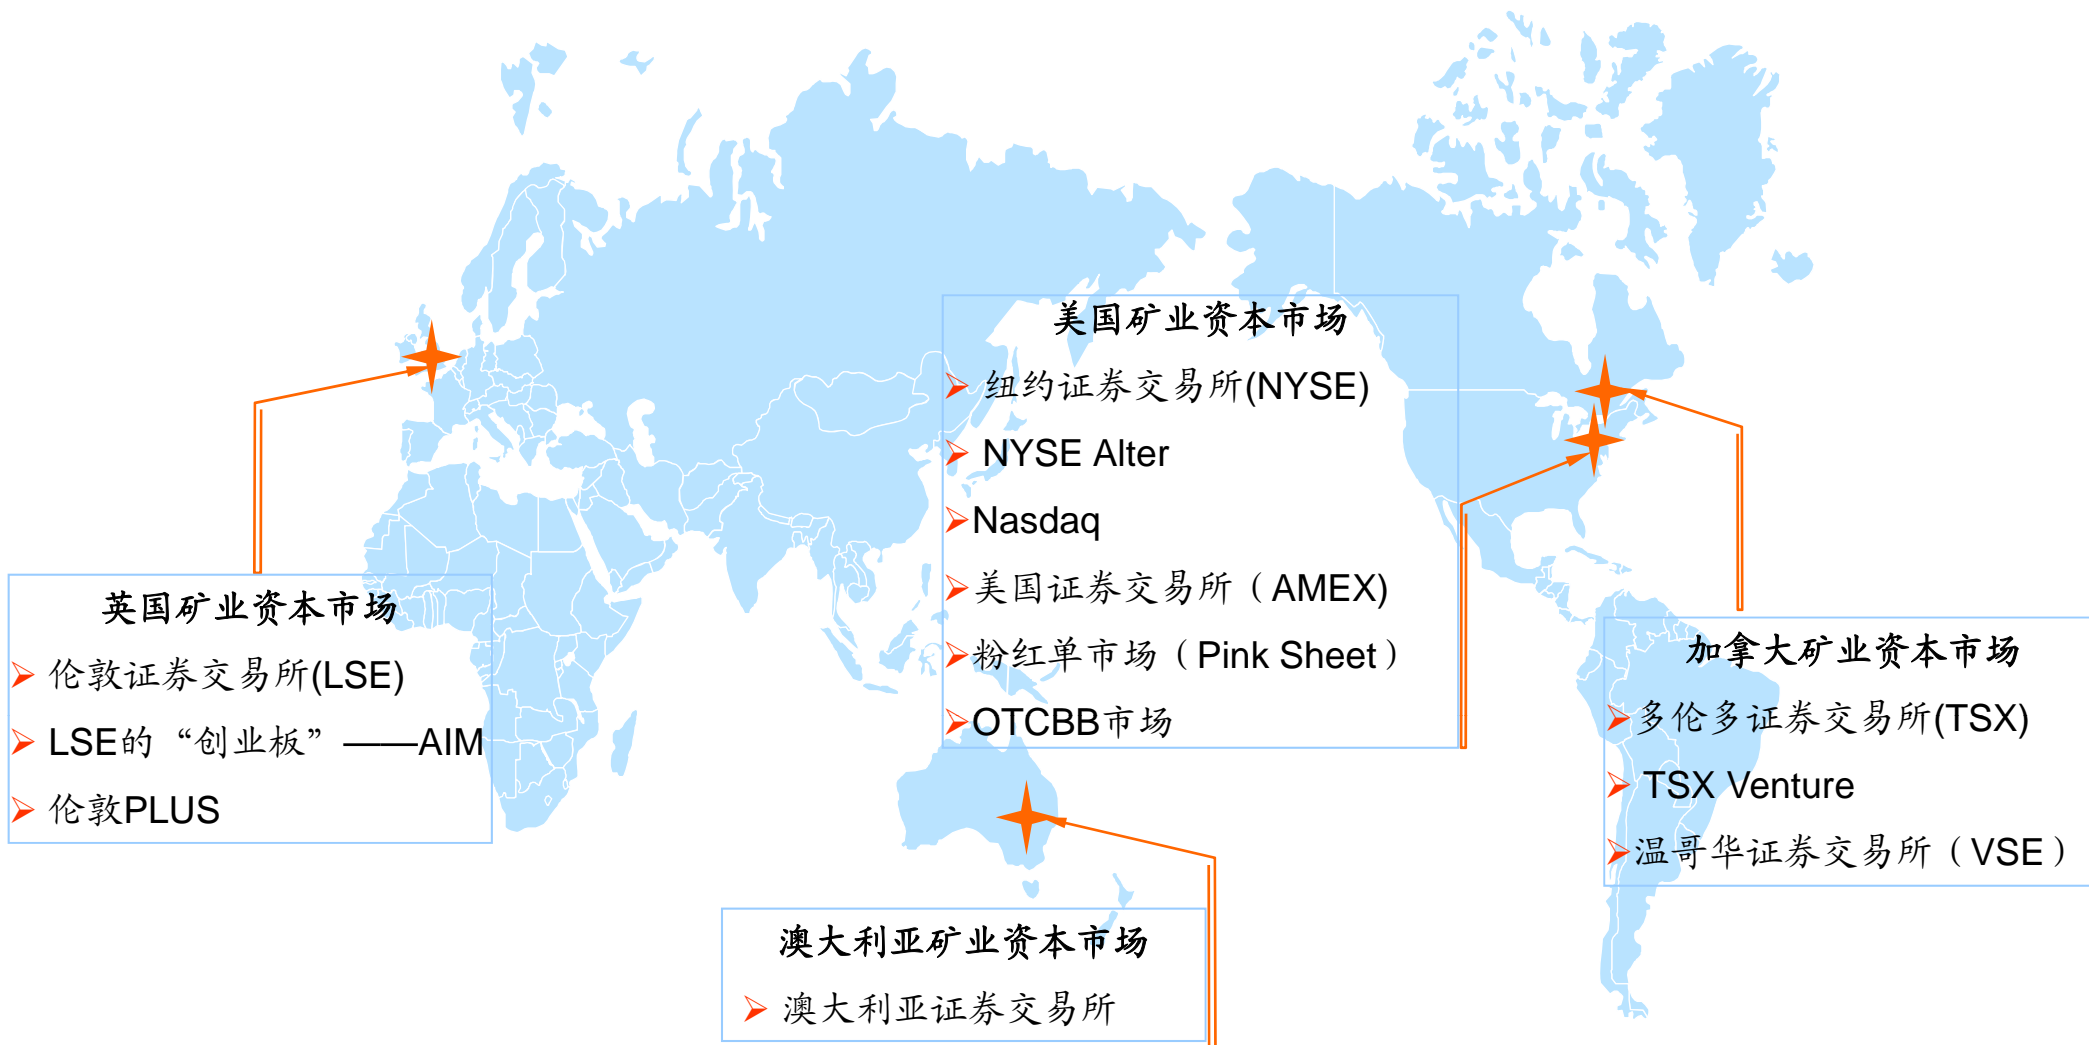 美国矿业资本市场
纽约证券交易所(NYSE)
NYSE Alter
Nasdaq
美国证券交易所（AMEX)
粉红单市场（Pink Sheet）
OTCBB市场
英国矿业资本市场
伦敦证券交易所(LSE)
LSE的“创业板”——AIM
伦敦PLUS
加拿大矿业资本市场
多伦多证券交易所(TSX)
TSX Venture
温哥华证券交易所（VSE）
澳大利亚矿业资本市场
澳大利亚证券交易所